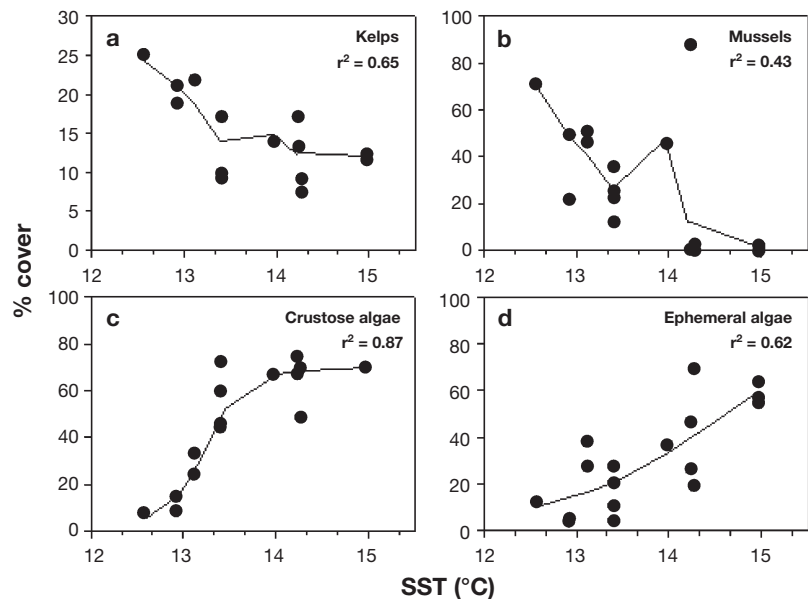 a
Kelps
r² = 0.65
30
25
20
15
10
5
0
12
13
14
15
b
Mussels
r² = 0.43
100
80
60
40
20
0
12
13
14
15
% cover
c
Crustose algae
r² = 0.87
100
80
60
40
20
0
12
13
14
15
d
Ephemeral algae
r² = 0.62
100
80
60
40
20
0
12
13
14
15
SST (°C)